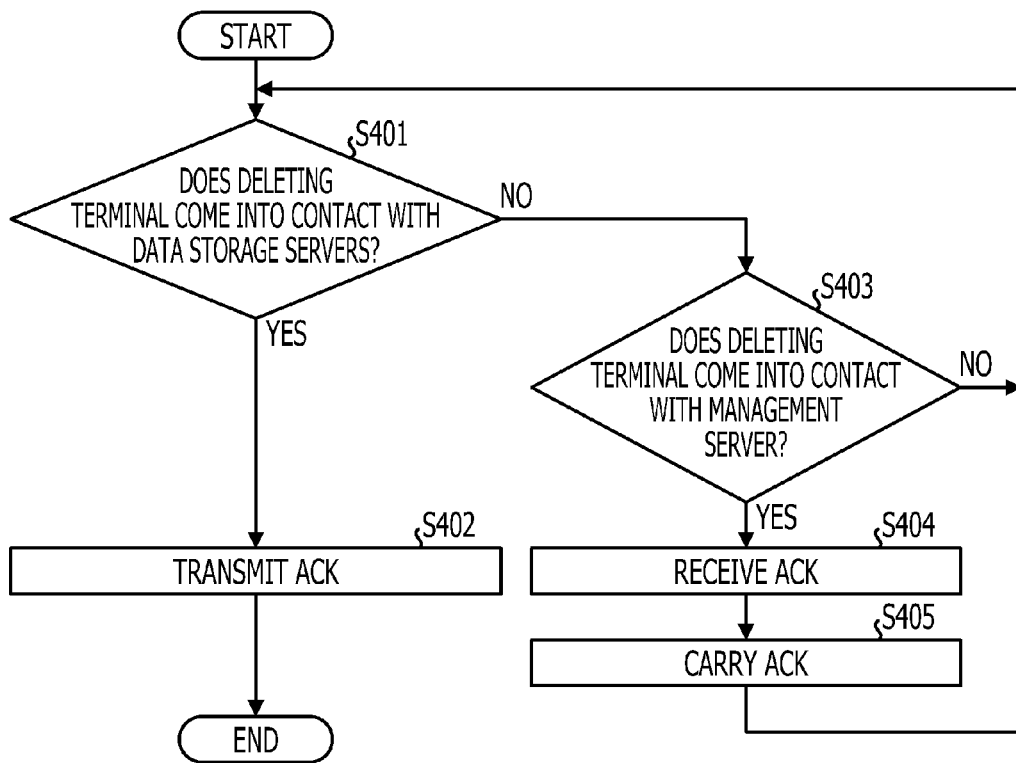 START
S401
DOES DELETING
TERMINAL COME INTO CONTACT WITH
DATA STORAGE SERVERS?
NO
YES
S403
DOES DELETING
TERMINAL COME INTO CONTACT
WITH MANAGEMENT
SERVER?
NO
YES
S402
TRANSMIT ACK
S404
RECEIVE ACK
S405
CARRY ACK
END